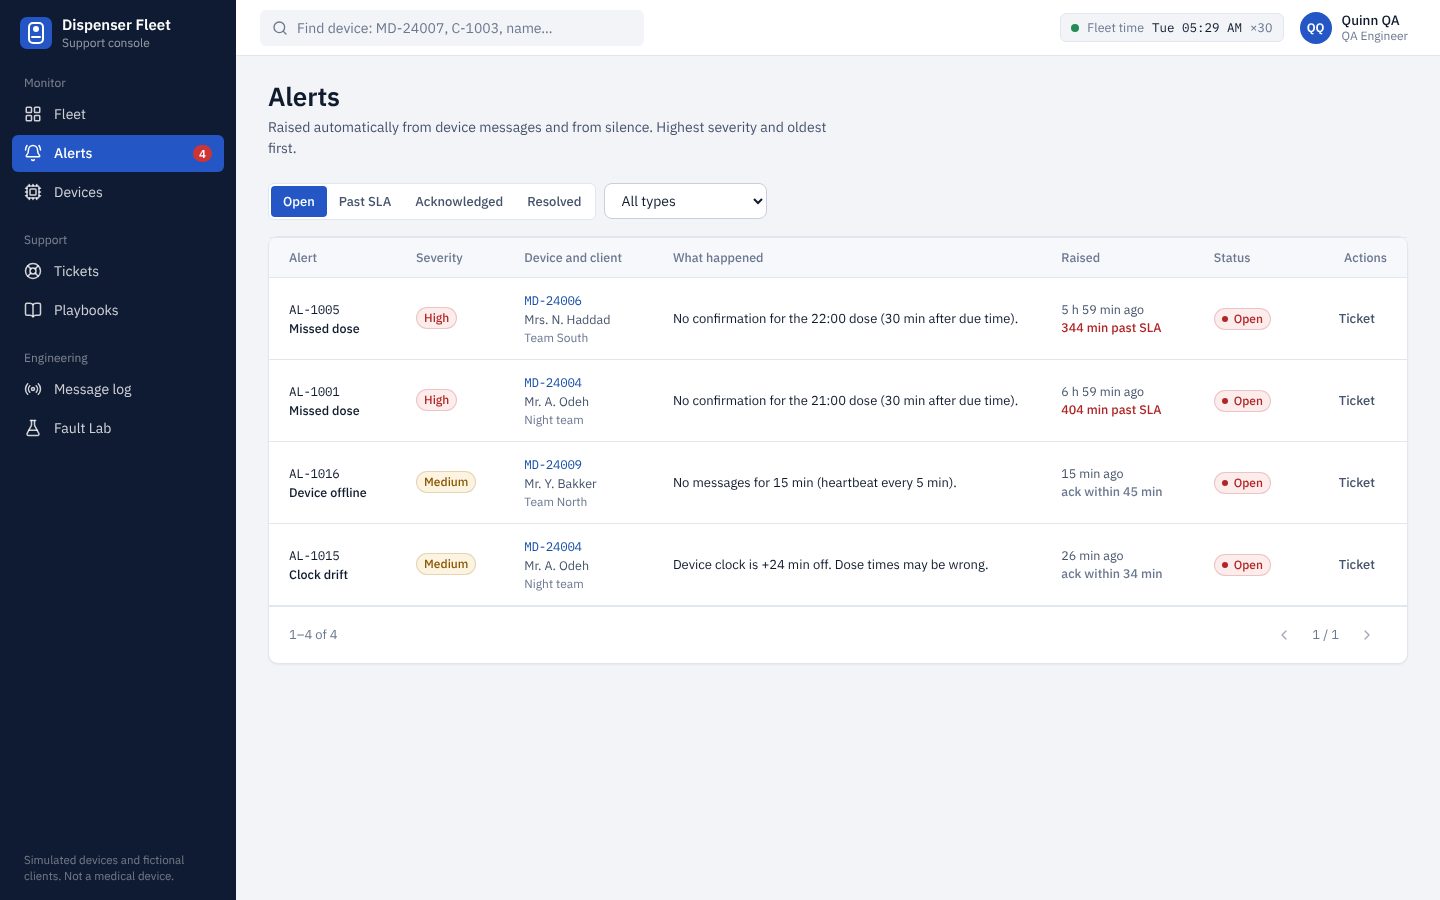 Dispenser Fleet
Support console
Monitor
Fleet
Alerts 4
Devices
Support
Tickets
Playbooks
Engineering
Message log
Fault Lab
Simulated devices and fictional
clients. Not a medical device.
Find device: MD-24007, C-1003, name...
Fleet time Tue 05:29 AM ×30
QQ
Quinn QA
QA Engineer
Alerts
Raised automatically from device messages and from silence. Highest severity and oldest
first.
Open Past SLA Acknowledged Resolved All types
Alert Severity Device and client What happened Raised Status Actions
AL-1005
Missed dose
High
MD-24006
Mrs. N. Haddad
Team South
No confirmation for the 22:00 dose (30 min after due time).
5 h 59 min ago
344 min past SLA
Open
Ticket
AL-1001
Missed dose
High
MD-24004
Mr. A. Odeh
Night team
No confirmation for the 21:00 dose (30 min after due time).
6 h 59 min ago
404 min past SLA
Open
Ticket
AL-1016
Device offline
Medium
MD-24009
Mr. Y. Bakker
Team North
No messages for 15 min (heartbeat every 5 min).
15 min ago
ack within 45 min
Open
Ticket
AL-1015
Clock drift
Medium
MD-24004
Mr. A. Odeh
Night team
Device clock is +24 min off. Dose times may be wrong.
26 min ago
ack within 34 min
Open
Ticket
1–4 of 4
1 / 1